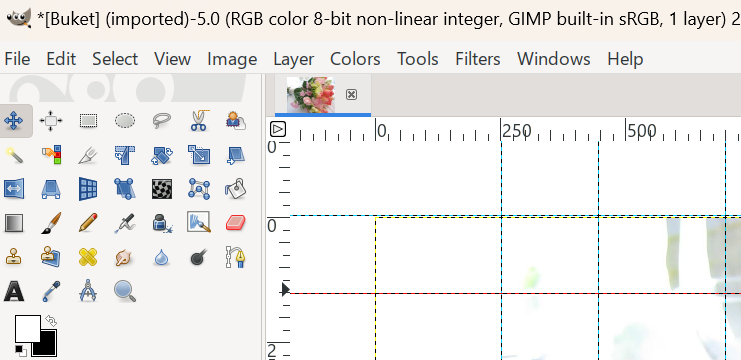 *[Buket] (imported)-5.0 (RGB color 8-bit non-linear integer, GIMP built-in sRGB, 1 layer) 2
File Edit Select View Image Layer Colors Tools Filters Windows Help
0 250 500
0
0
2